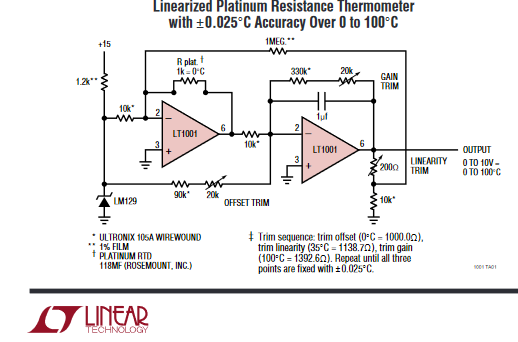 Linearized Platinum Resistance Thermometer
with ±0.025°C Accuracy Over 0 to 100°C
+15
1MEG.**
R plat. †
1k = 0°C
330k*
20k
GAIN
TRIM
1.2k**
10k*
1µf
2
6
LT1001
3
10k*
2
6
LT1001
3
OUTPUT
0 TO 10V –
0 TO 100°C
200Ω
LINEARITY
TRIM
LM129
90k*
20k
OFFSET TRIM
10k*
* ULTRONIX 105A WIREWOUND
** 1% FILM
† PLATINUM RTD
118MF (ROSEMOUNT, INC.)
‡ Trim sequence: trim offset (0°C = 1000.0Ω),
trim linearity (35°C = 1138.7Ω), trim gain
(100°C = 1392.6Ω). Repeat until all three
points are fixed with ±0.025°C.
1001 TA01
LINEAR
TECHNOLOGY